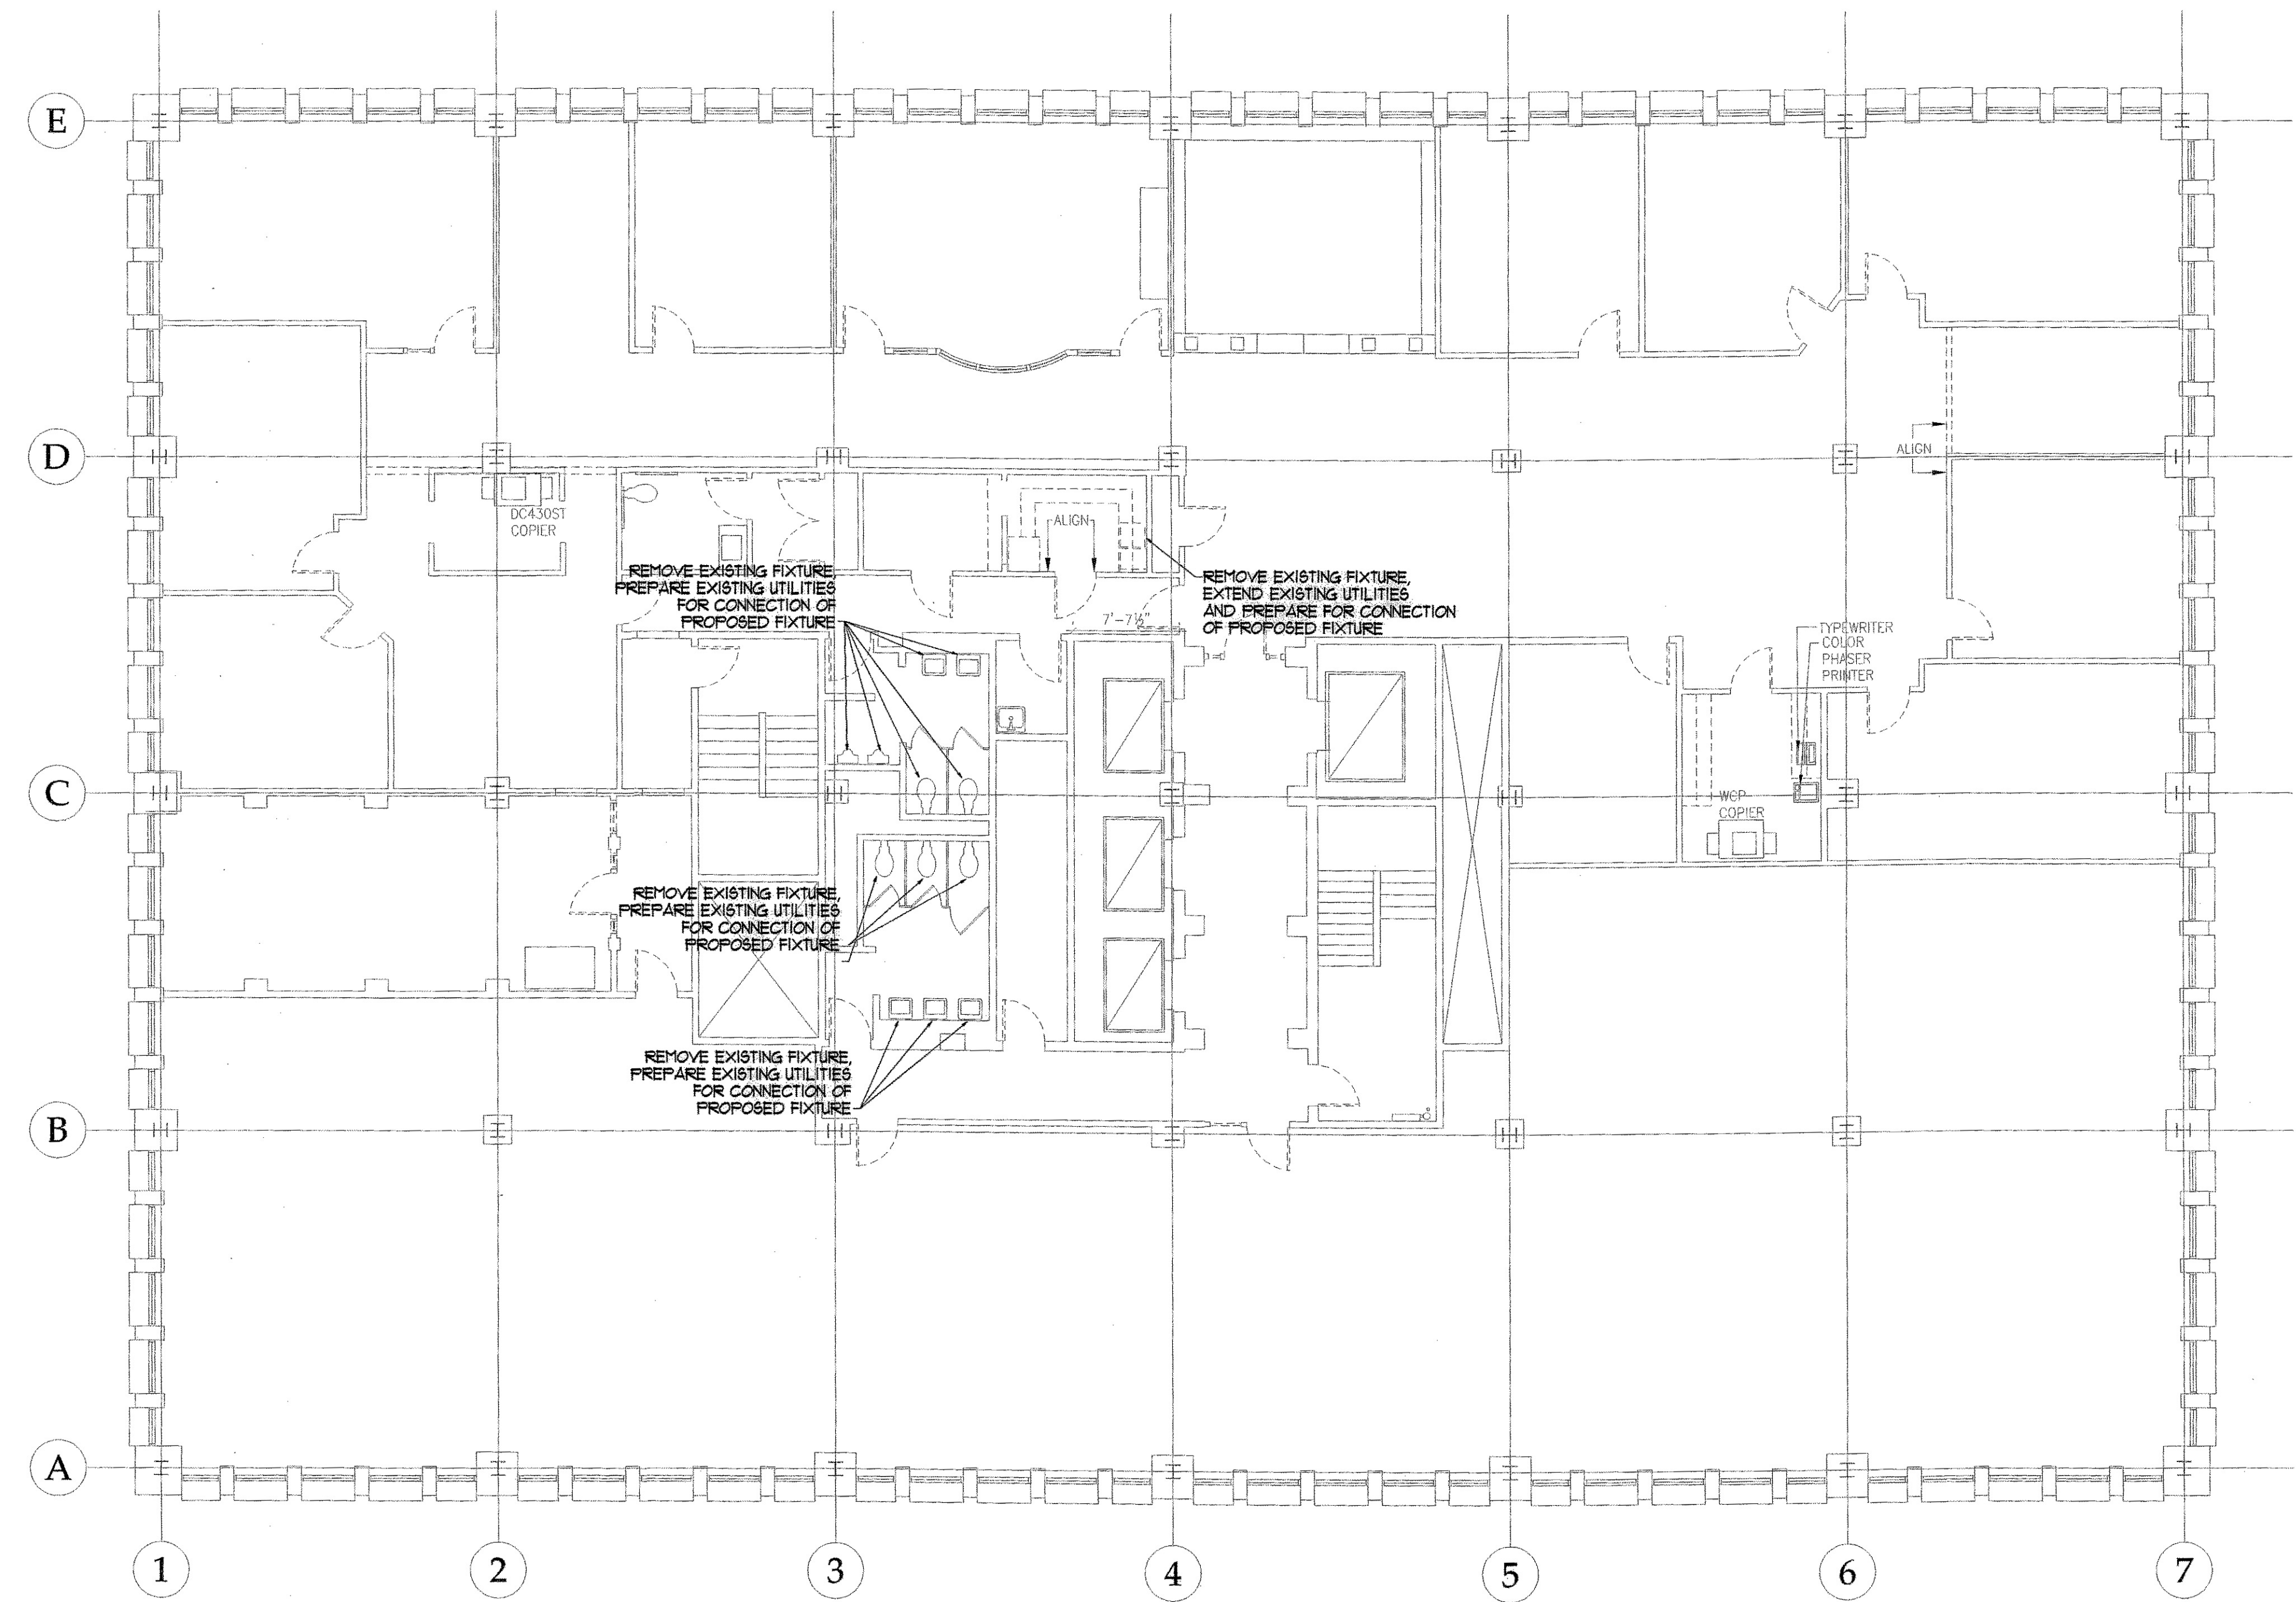 E
D
ALIGN
DC430ST
COPIER
ALIGN
REMOVE EXISTING FIXTURE,
PREPARE EXISTING UTILITIES
FOR CONNECTION OF
PROPOSED FIXTURE
REMOVE EXISTING FIXTURE,
EXTEND EXISTING UTILITIES
AND PREPARE FOR CONNECTION
OF PROPOSED FIXTURE
7'-7½"
TYPEWRITER
COLOR
PHASER
PRINTER
C
WCP
COPIER
REMOVE EXISTING FIXTURE,
PREPARE EXISTING UTILITIES
FOR CONNECTION OF
PROPOSED FIXTURE
REMOVE EXISTING FIXTURE,
PREPARE EXISTING UTILITIES
FOR CONNECTION OF
PROPOSED FIXTURE
B
A
1 2 3 4 5 6 7